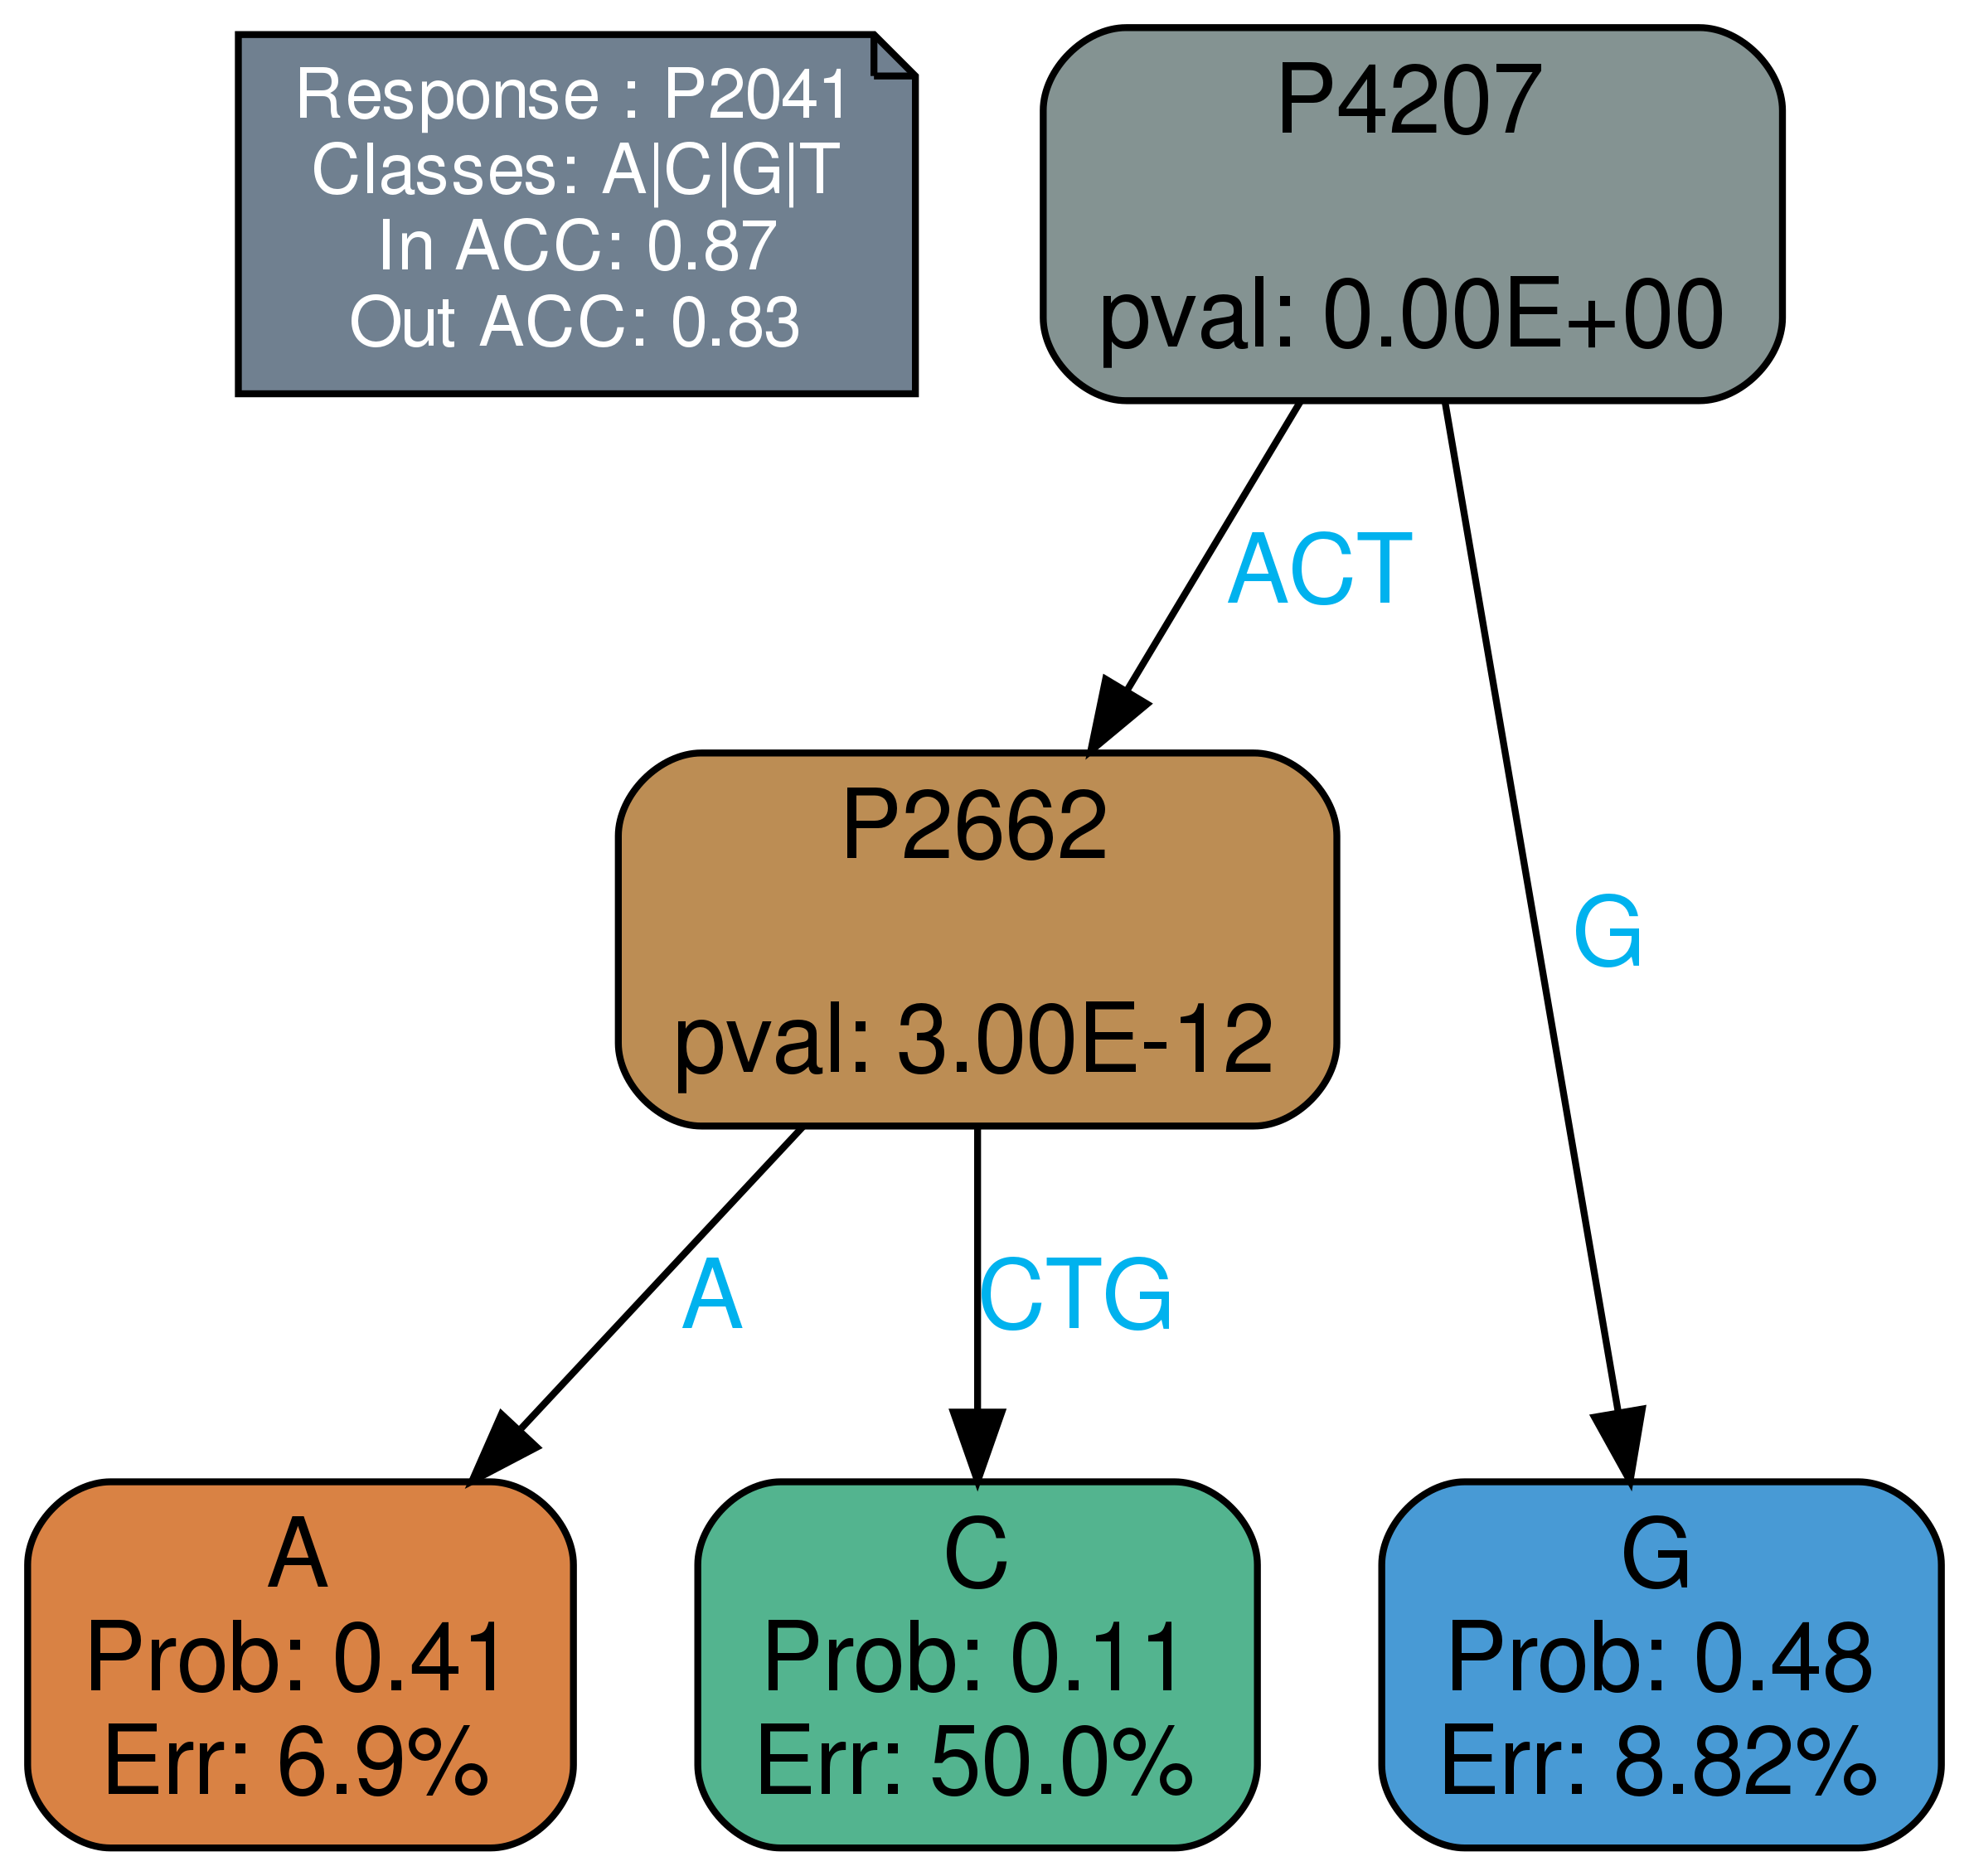 Response : P2041
Classes: A|C|G|T
In ACC: 0.87
Out ACC: 0.83
P4207
pval: 0.00E+00
ACT
P2662
pval: 3.00E-12
G
A
CTG
A
Prob: 0.41
Err: 6.9%
C
Prob: 0.11
Err: 50.0%
G
Prob: 0.48
Err: 8.82%